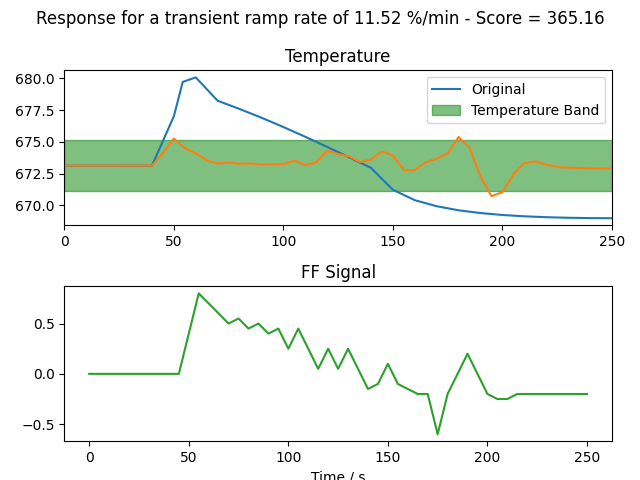 Response for a transient ramp rate of 11.52 %/min - Score = 365.16
Temperature
680.0
677.5
675.0
672.5
670.0
Original
Temperature Band
0 50 100 150 200 250
FF Signal
0.5
0.0
−0.5
0 50 100 150 200 250
Time / s